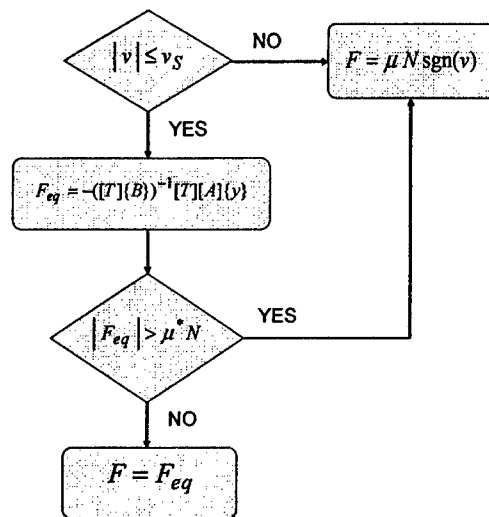 |v| ≤ v_S
NO
F = μ N sgn(v)
YES
F_eq = −([T]{B})⁻¹[T][A]{y}
|F_eq| > μ* N
YES
NO
F = F_eq